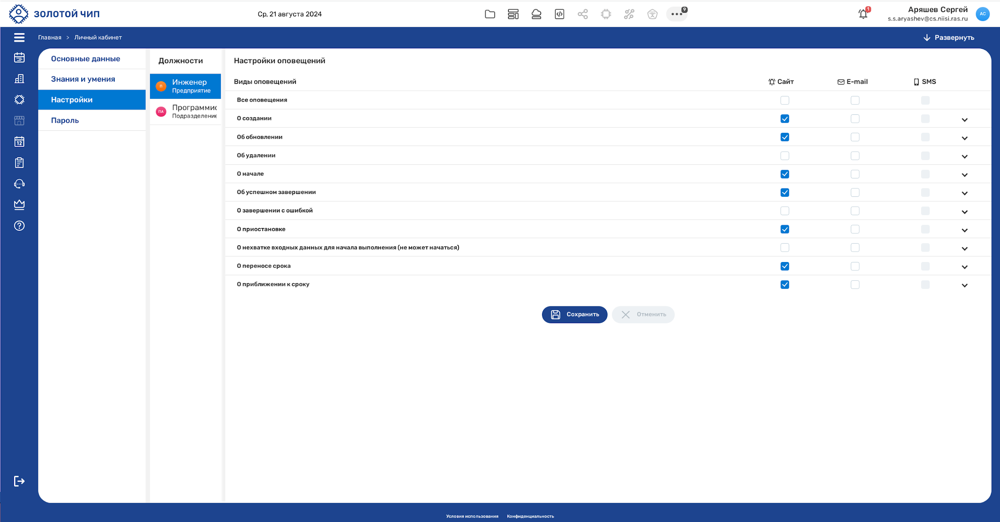 ЗОЛОТОЙ ЧИП
Ср, 21 августа 2024
9
1
Аряшев Сергей
s.s.aryashev@cs.niisi.ras.ru
АС
Главная > Личный кабинет
Развернуть
12
Основные данные
Знания и умения
Настройки
Пароль
Должности
П
Инженер
Предприятие
ПА
Программис
Подразделение
Настройки оповещений
Виды оповещений
Сайт
E-mail
SMS
Все оповещения
О создании
Об обновлении
Об удалении
О начале
Об успешном завершении
О завершении с ошибкой
О приостановке
О нехватке входных данных для начала выполнения (не может начаться)
О переносе срока
О приближении к сроку
Сохранить
Отменить
Условия использования
Конфиденциальность